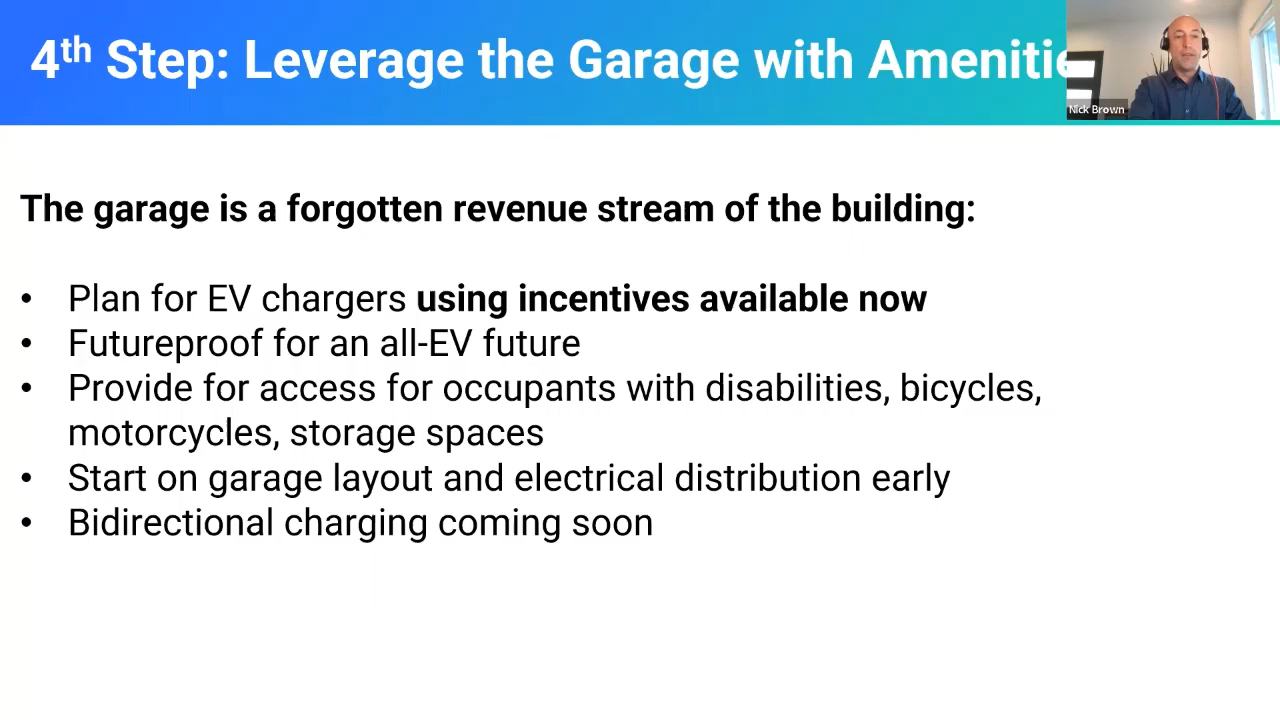 4th Step: Leverage the Garage with Amenitie
Nick Brown
The garage is a forgotten revenue stream of the building:
• Plan for EV chargers using incentives available now
• Futureproof for an all-EV future
• Provide for access for occupants with disabilities, bicycles,
motorcycles, storage spaces
• Start on garage layout and electrical distribution early
• Bidirectional charging coming soon